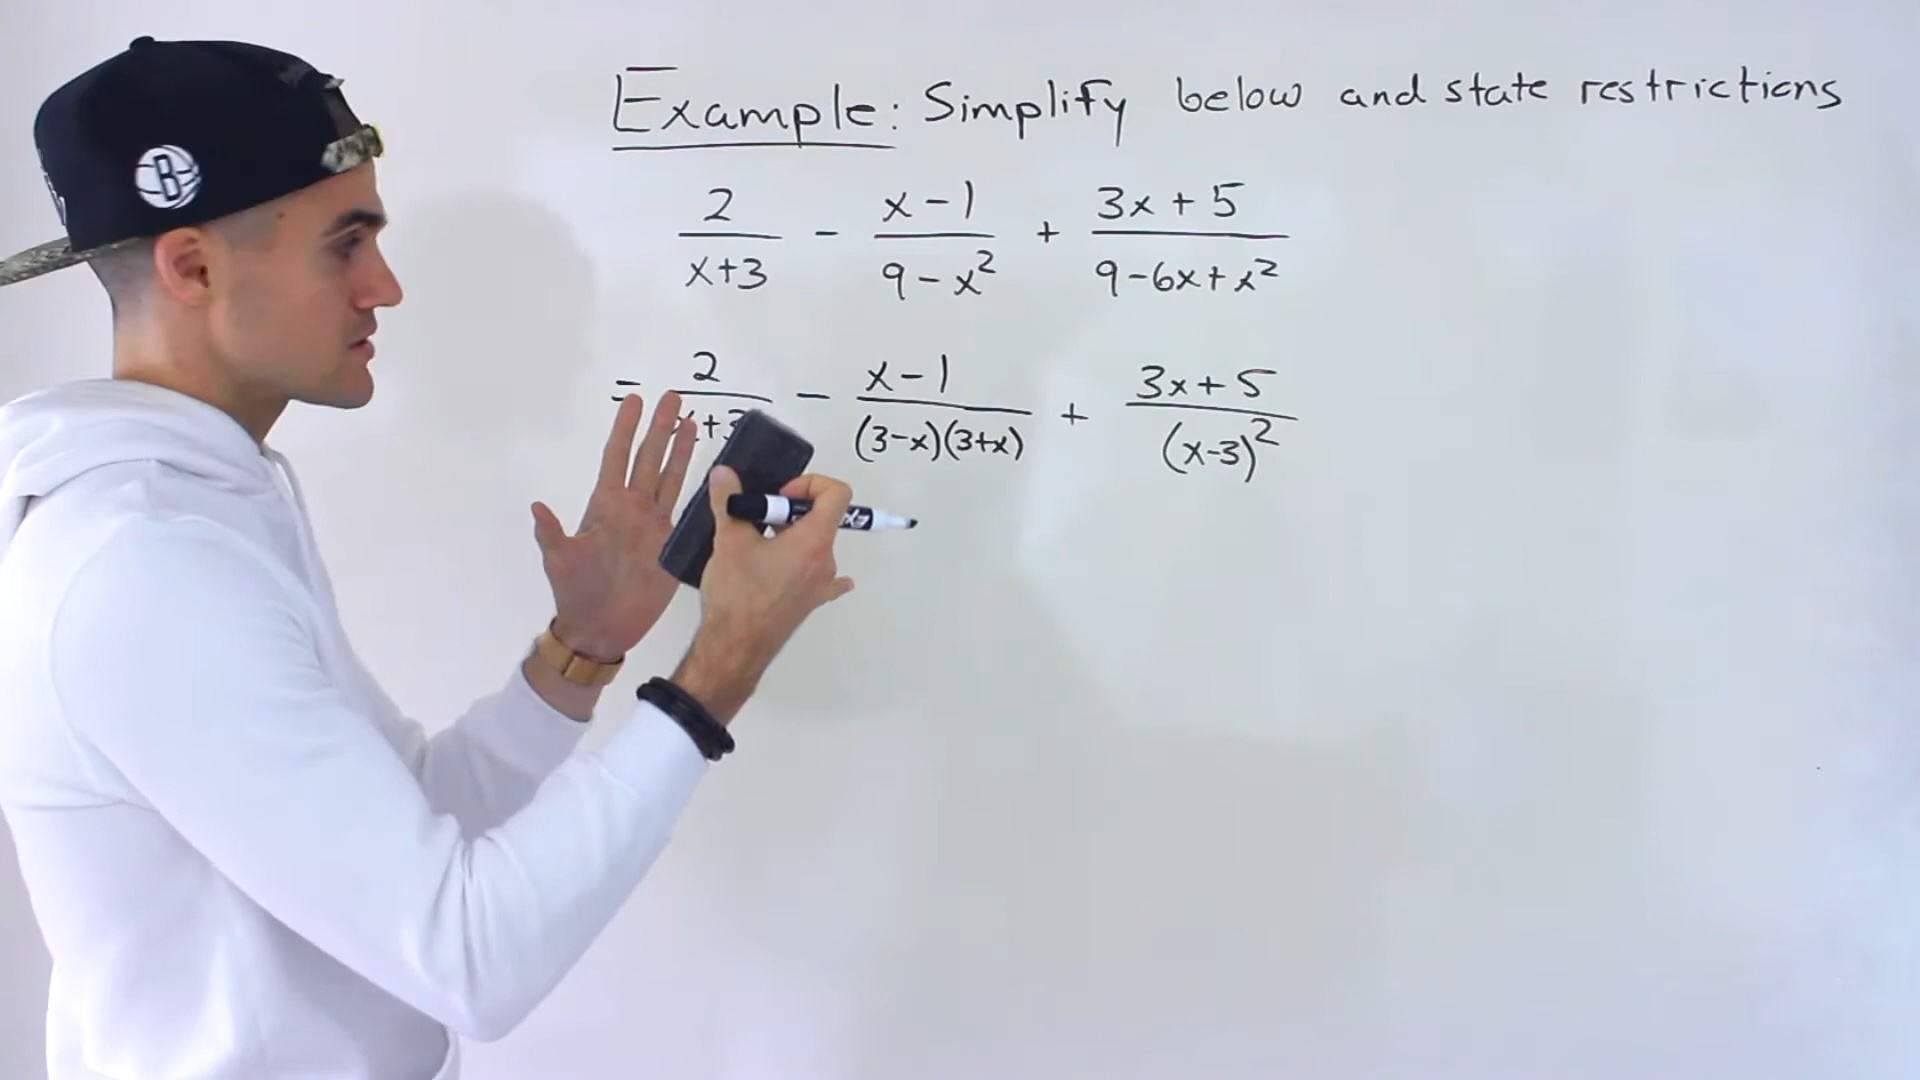 Example: Simplify below and state restrictions
2/(x+3) - (x-1)/(9-x²) + (3x+5)/(9-6x+x²)
= 2/(x+3) - (x-1)/((3-x)(3+x)) + (3x+5)/(x-3)²
B